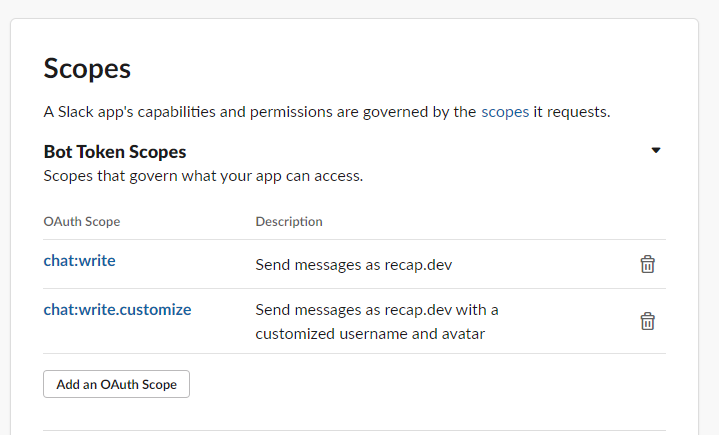 Scopes
A Slack app's capabilities and permissions are governed by the scopes it requests.
Bot Token Scopes
Scopes that govern what your app can access.
OAuth Scope Description
chat:write Send messages as recap.dev
chat:write.customize Send messages as recap.dev with a
customized username and avatar
Add an OAuth Scope